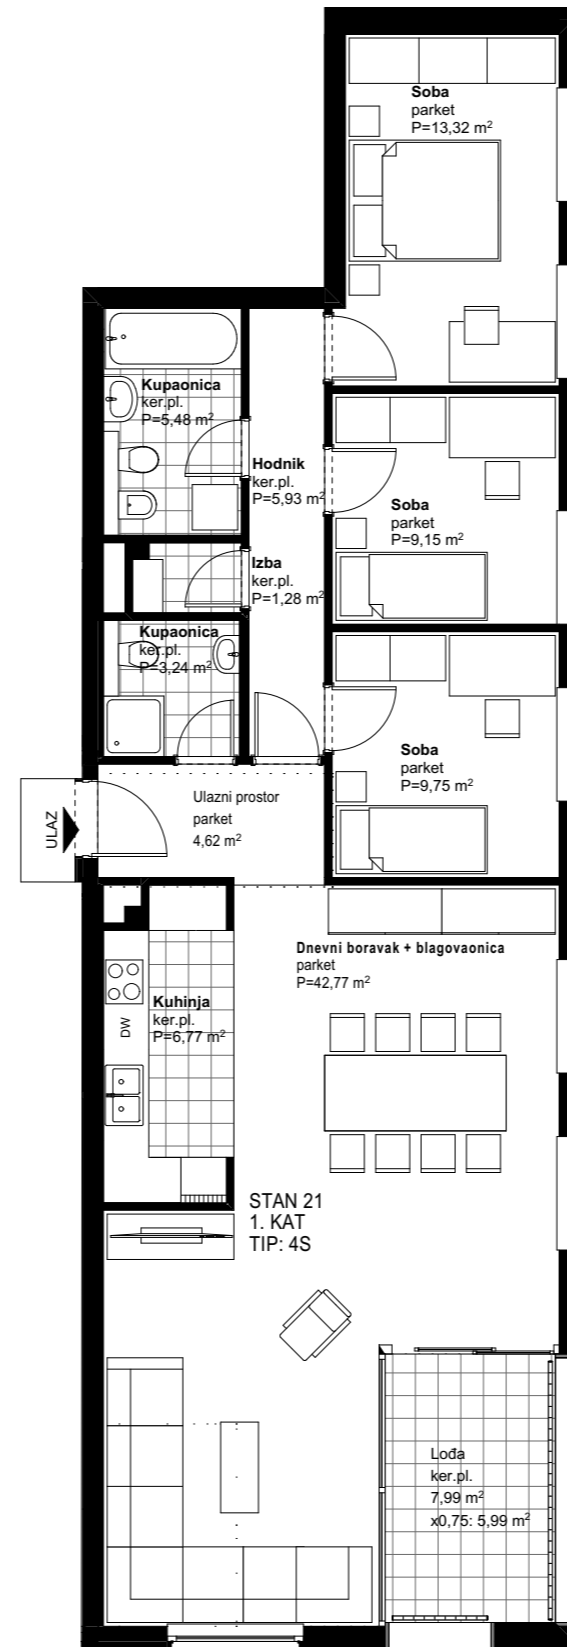 Soba
parket
P=13,32 m²
Kupaonica
ker.pl.
P=5,48 m²
Hodnik
ker.pl.
P=5,93 m²
Soba
parket
P=9,15 m²
Izba
ker.pl.
P=1,28 m²
Kupaonica
ker.pl.
P=3,24 m²
Soba
parket
P=9,75 m²
ULAZ
Ulazni prostor
parket
4,62 m²
Dnevni boravak + blagovaonica
parket
P=42,77 m²
Kuhinja
ker.pl.
P=6,77 m²
DW
STAN 21
1. KAT
TIP: 4S
Lođa
ker.pl.
7,99 m²
x0,75: 5,99 m²